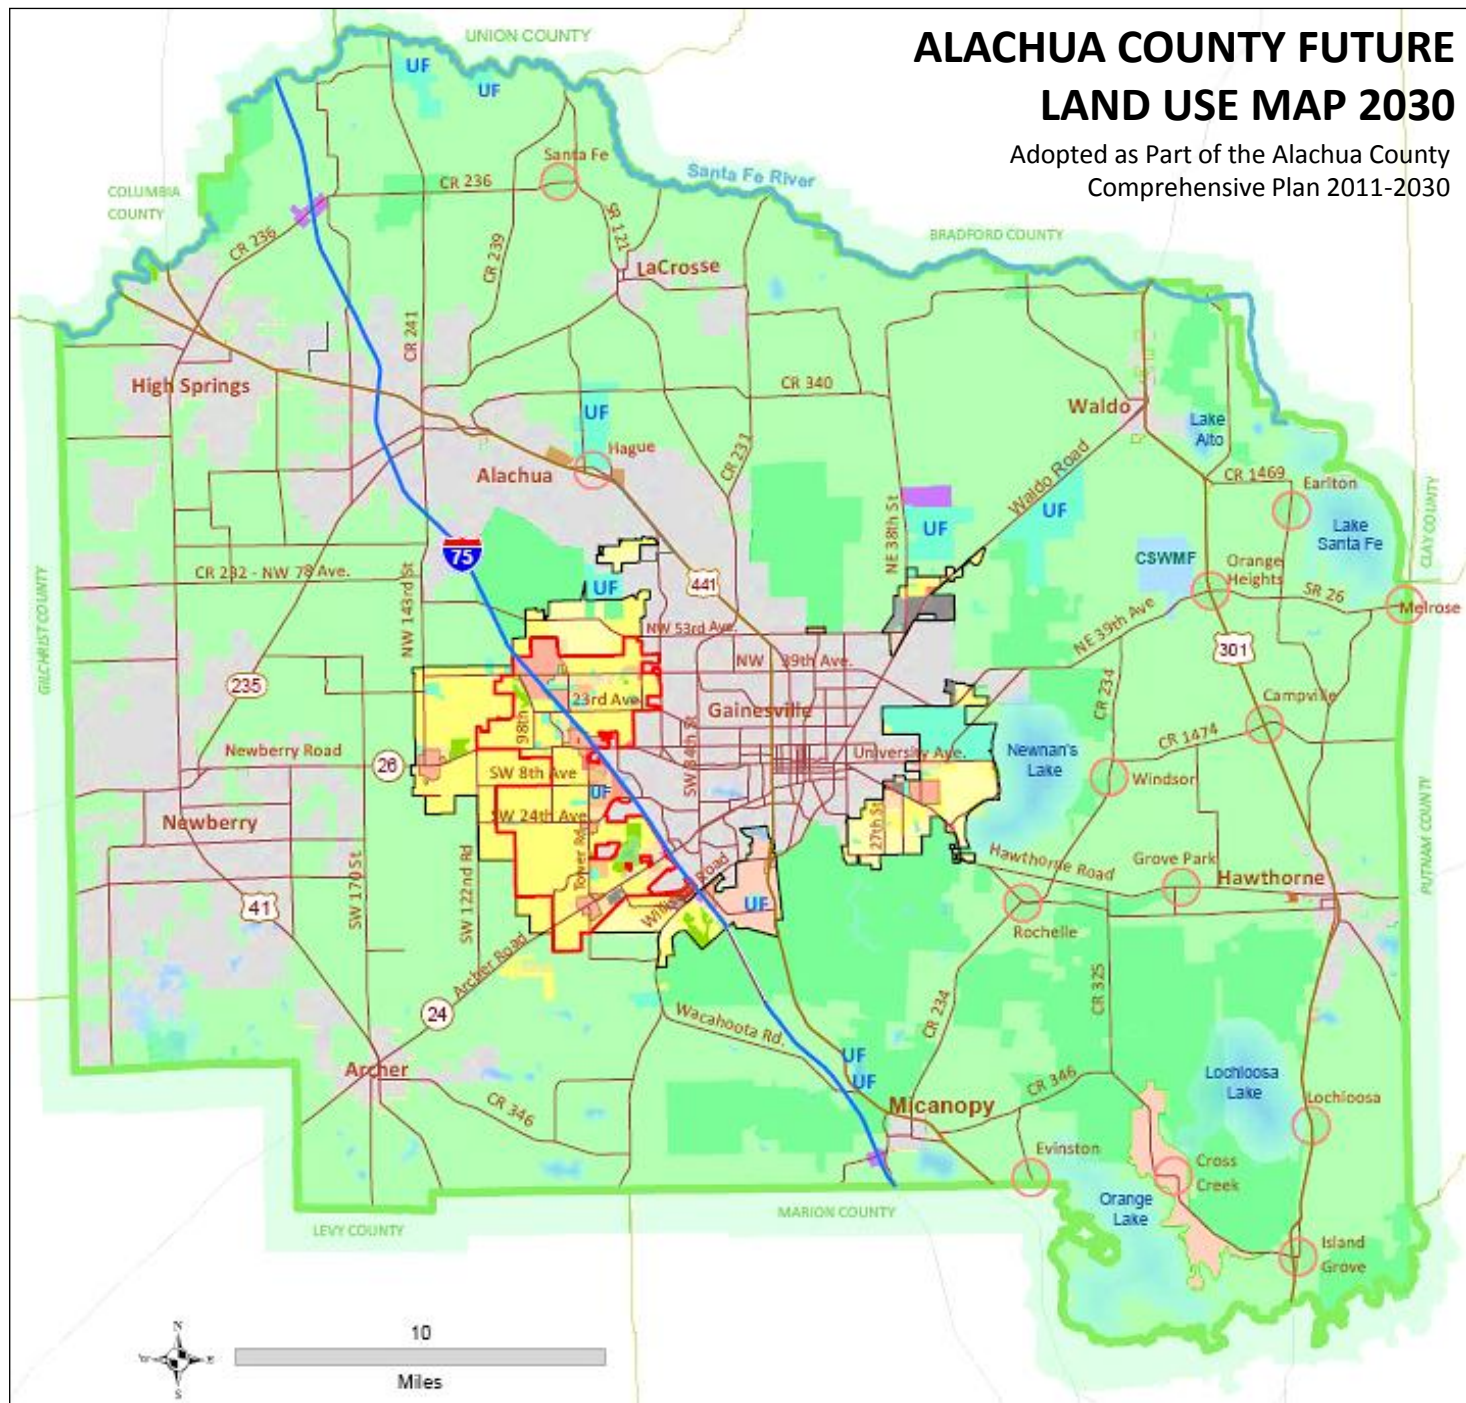 ALACHUA COUNTY FUTURE
LAND USE MAP 2030
Adopted as Part of the Alachua County
Comprehensive Plan 2011-2030
UNION COUNTY
UF
UF
Santa Fe
CR 236
Santa Fe River
COLUMBIA
COUNTY
CR 236
CR 239
SR 121
LaCrosse
BRADFORD COUNTY
CR 241
High Springs
CR 340
UF
Hague
Waldo
Lake
Alto
Alachua
CR 231
Waldo Road
CR 1469
Earlton
NE 38th St
UF
UF
Lake
Santa Fe
CLAY COUNTY
75
CSWMF
Orange
Heights
CR 232 - NW 78 Ave.
NW 143rd St
UF
441
SR 26
Melrose
GILCHRIST COUNTY
NW 53rd Ave.
NE 39th Ave
301
235
NW 39th Ave.
CR 234
Campville
23rd Ave
Gainesville
98th
SW 34th St
Newberry Road
26
University Ave.
Newnan's
Lake
CR 1474
SW 8th Ave
Windsor
UF
SW 24th Ave
Newberry
27th St
Tower Rd
PUTNAM COUNTY
SW 170 St
SW 122nd Rd
Hawthorne Road
Grove Park
Hawthorne
41
Road
UF
Rochelle
Archer Road
CR 325
24
CR 234
Wacahoota Rd.
UF
UF
Archer
CR 346
CR 346
Lochloosa
Lake
Lochloosa
Micanopy
Evinston
Cross
Creek
Orange
Lake
LEVY COUNTY
MARION COUNTY
Island
Grove
N
E
S
10
Miles